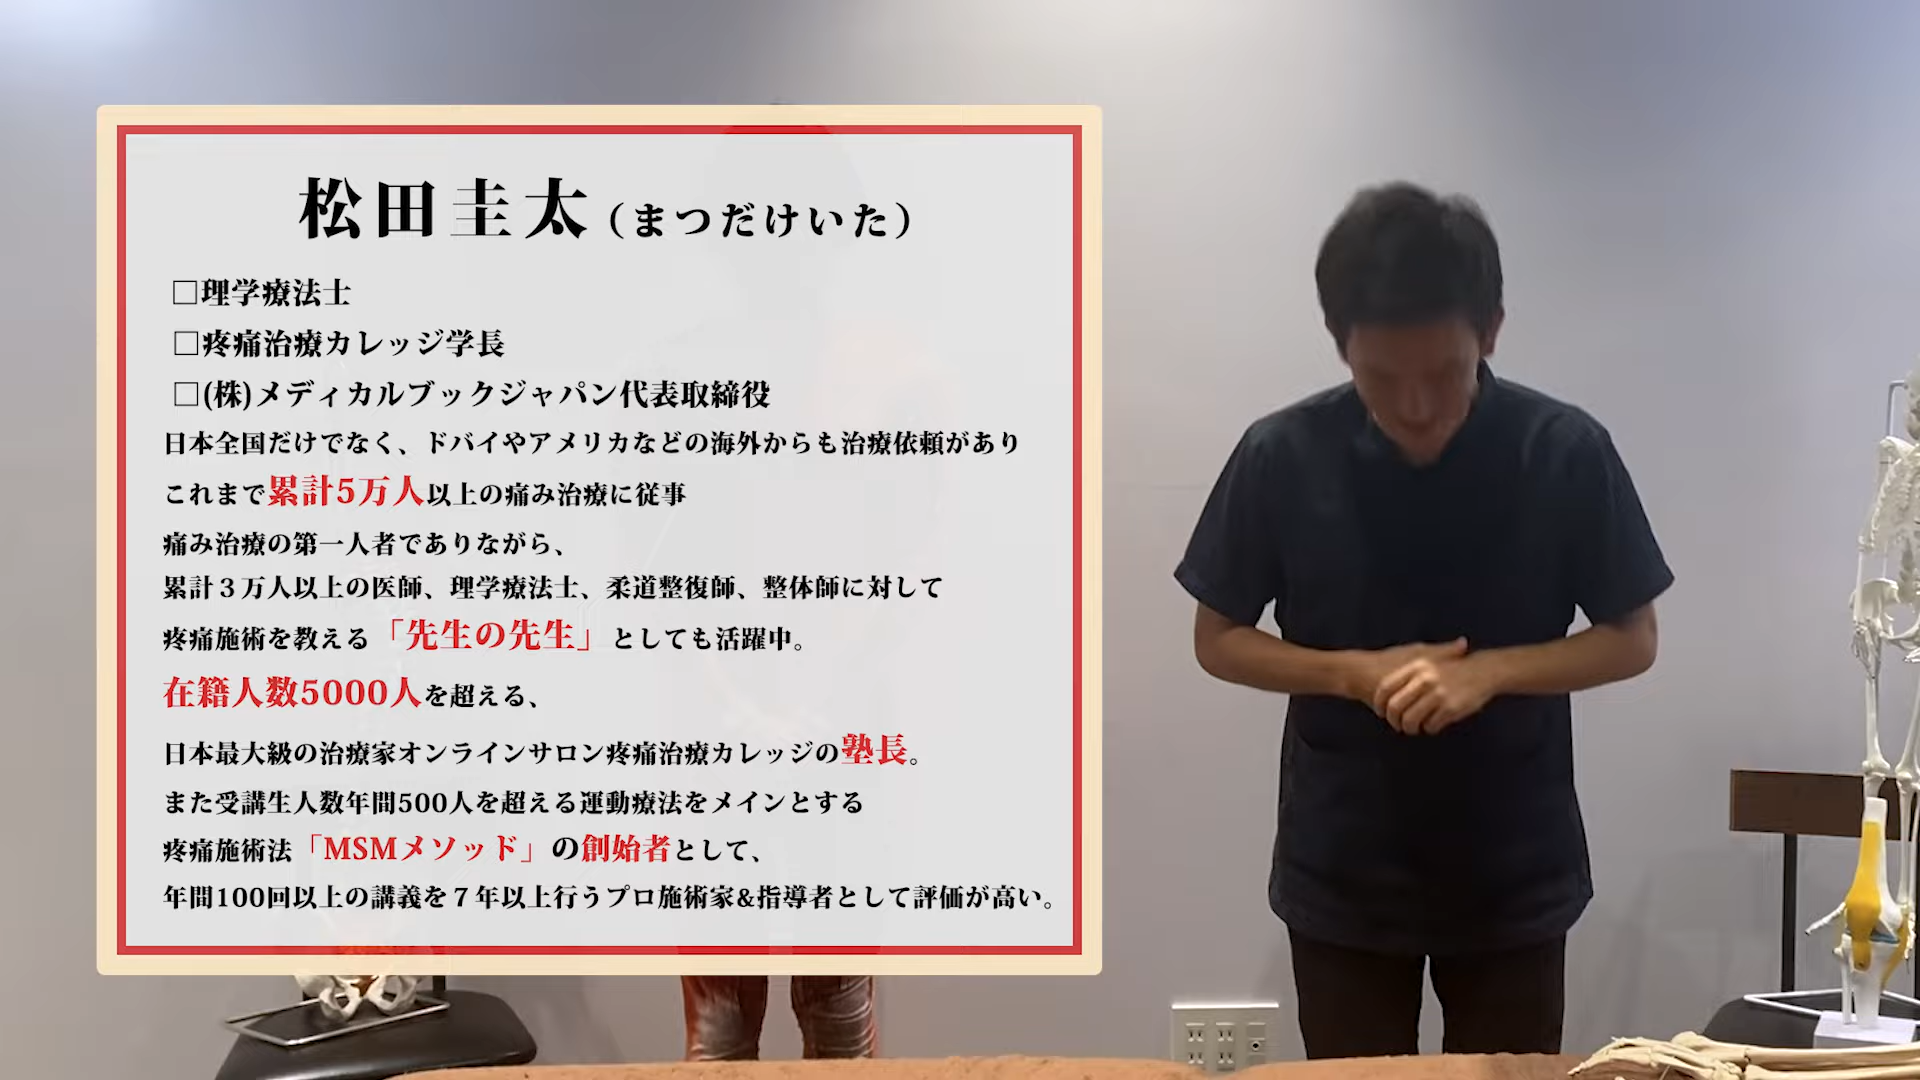 松田圭太（まつだけいた）
□理学療法士
□疼痛治療カレッジ学長
□(株)メディカルブックジャパン代表取締役
日本全国だけでなく、ドバイやアメリカなどの海外からも治療依頼があり
これまで累計5万人以上の痛み治療に従事
痛み治療の第一人者でありながら、
累計３万人以上の医師、理学療法士、柔道整復師、整体師に対して
疼痛施術を教える「先生の先生」としても活躍中。
在籍人数5000人を超える、
日本最大級の治療家オンラインサロン疼痛治療カレッジの塾長。
また受講生人数年間500人を超える運動療法をメインとする
疼痛施術法「MSMメソッド」の創始者として、
年間100回以上の講義を７年以上行うプロ施術家&指導者として評価が高い。